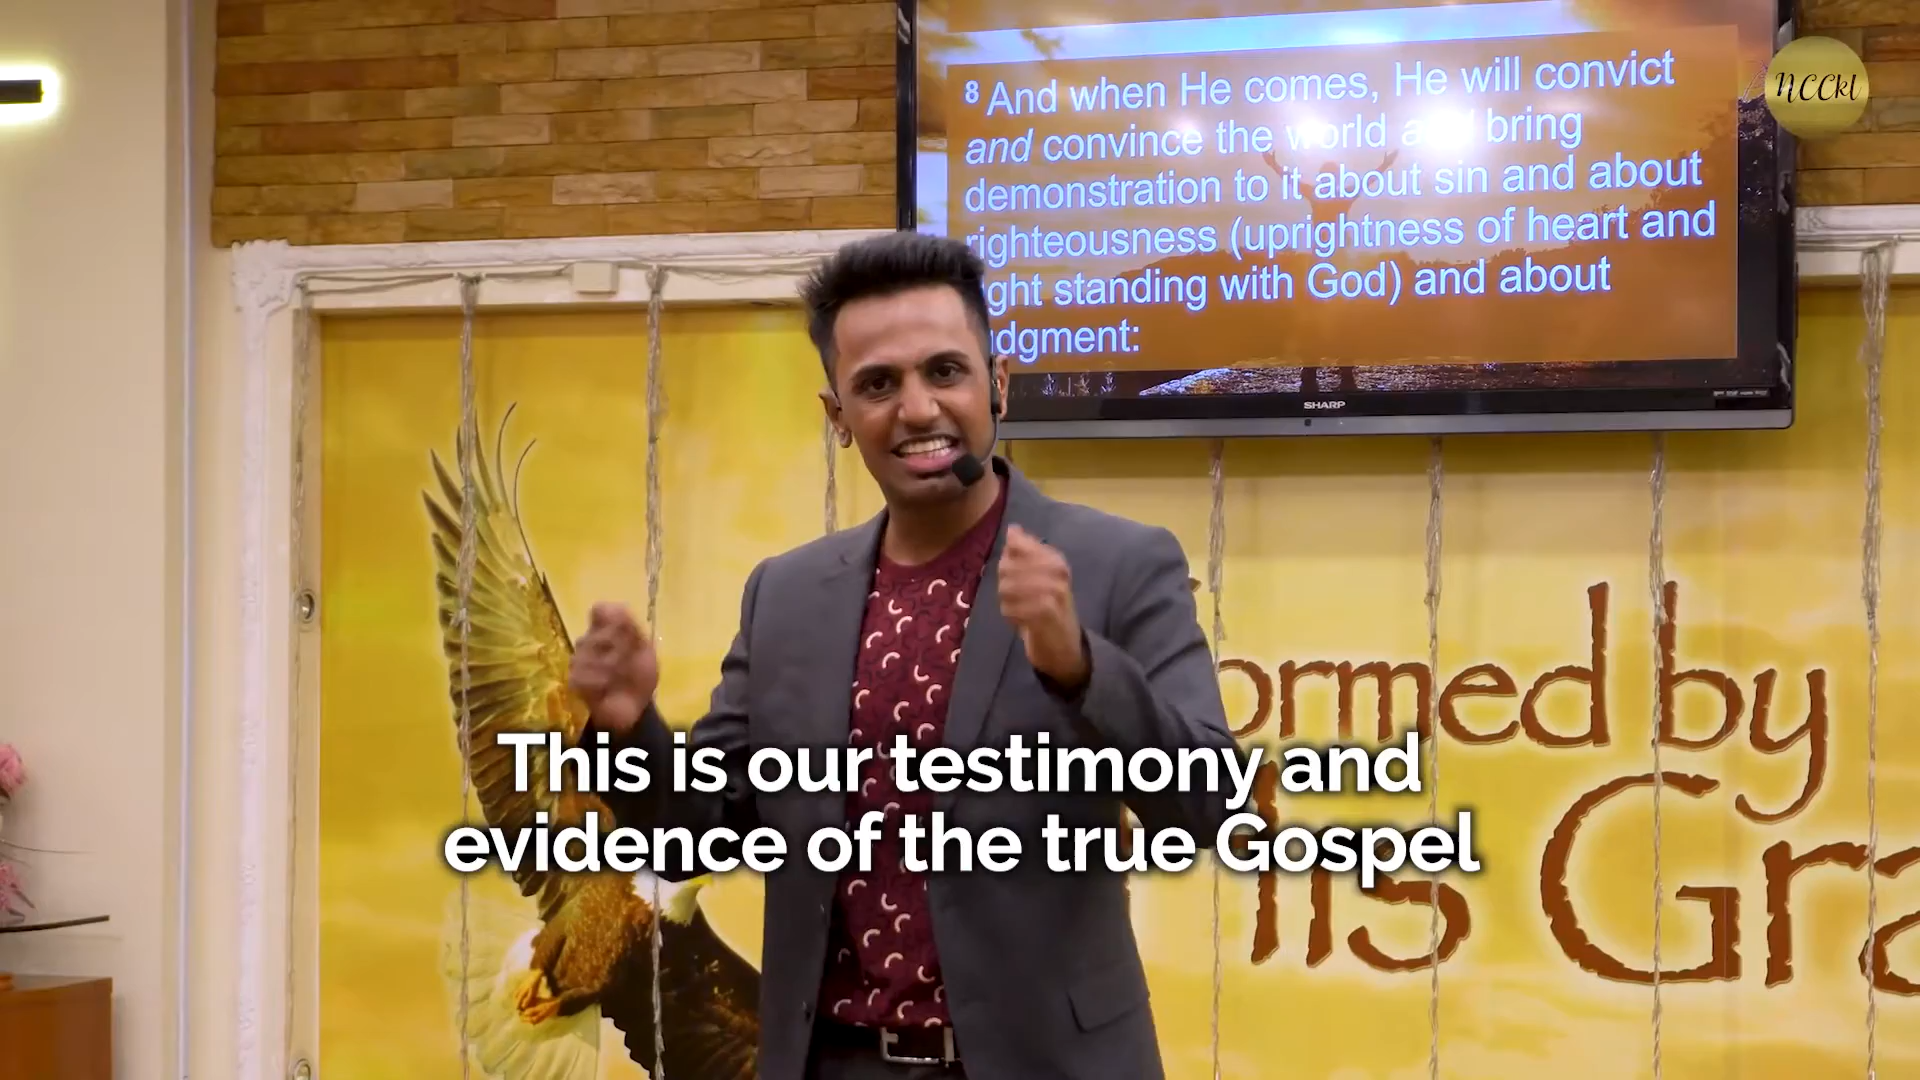 8 And when He comes, He will convict
and convince the world bring
demonstration to it about sin and about
righteousness (uprightness of heart and
standing with God) and about
NCCkl
SHARP
by
This is our testimony and
evidence of the true Gospel